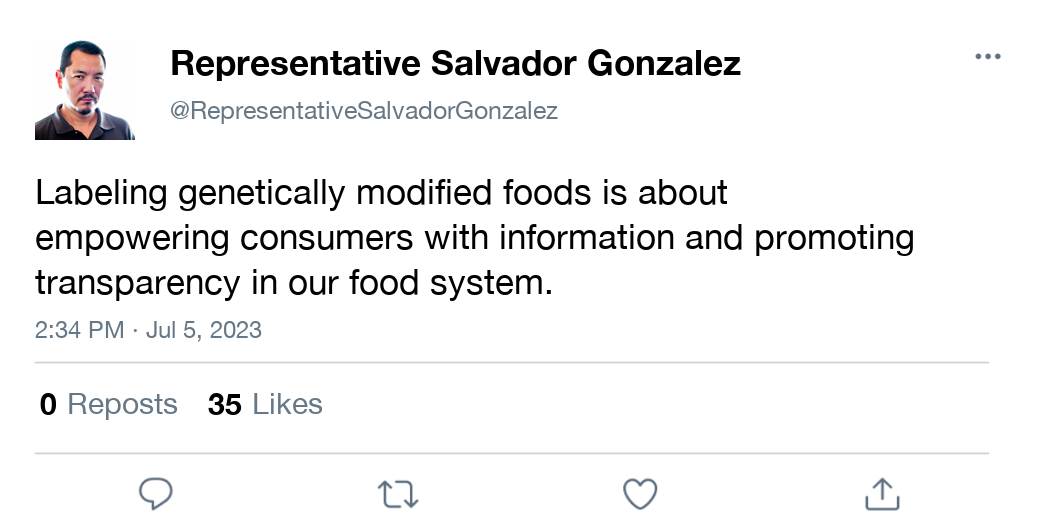 Representative Salvador Gonzalez
@RepresentativeSalvadorGonzalez
Labeling genetically modified foods is about
empowering consumers with information and promoting
transparency in our food system.
2:34 PM · Jul 5, 2023
0 Reposts 35 Likes